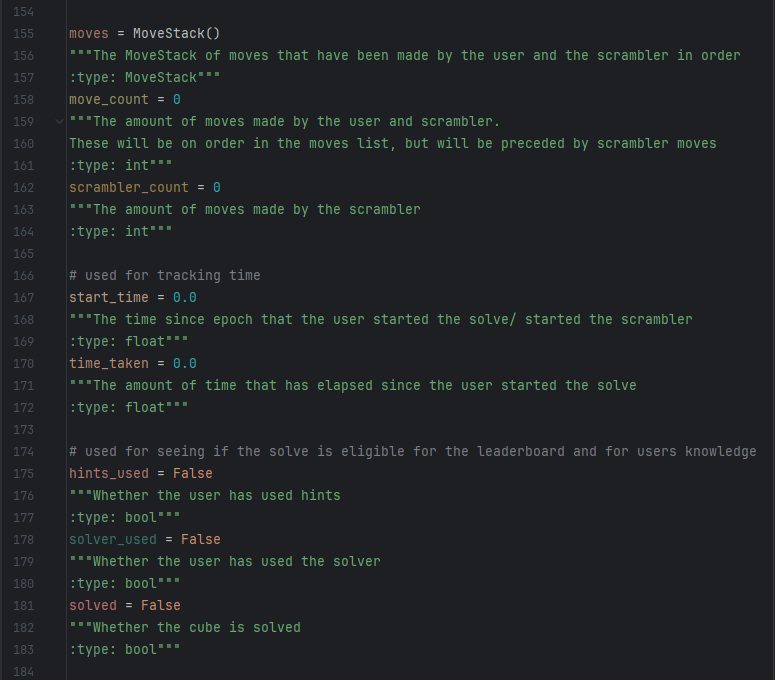 154
155 moves = MoveStack()
156 """The MoveStack of moves that have been made by the user and the scrambler in order
157 :type: MoveStack"""
158 move_count = 0
159 """The amount of moves made by the user and scrambler.
160 These will be on order in the moves list, but will be preceded by scrambler moves
161 :type: int"""
162 scrambler_count = 0
163 """The amount of moves made by the scrambler
164 :type: int"""
165
166 # used for tracking time
167 start_time = 0.0
168 """The time since epoch that the user started the solve/ started the scrambler
169 :type: float"""
170 time_taken = 0.0
171 """The amount of time that has elapsed since the user started the solve
172 :type: float"""
173
174 # used for seeing if the solve is eligible for the leaderboard and for users knowledge
175 hints_used = False
176 """Whether the user has used hints
177 :type: bool"""
178 solver_used = False
179 """Whether the user has used the solver
180 :type: bool"""
181 solved = False
182 """Whether the cube is solved
183 :type: bool"""
184